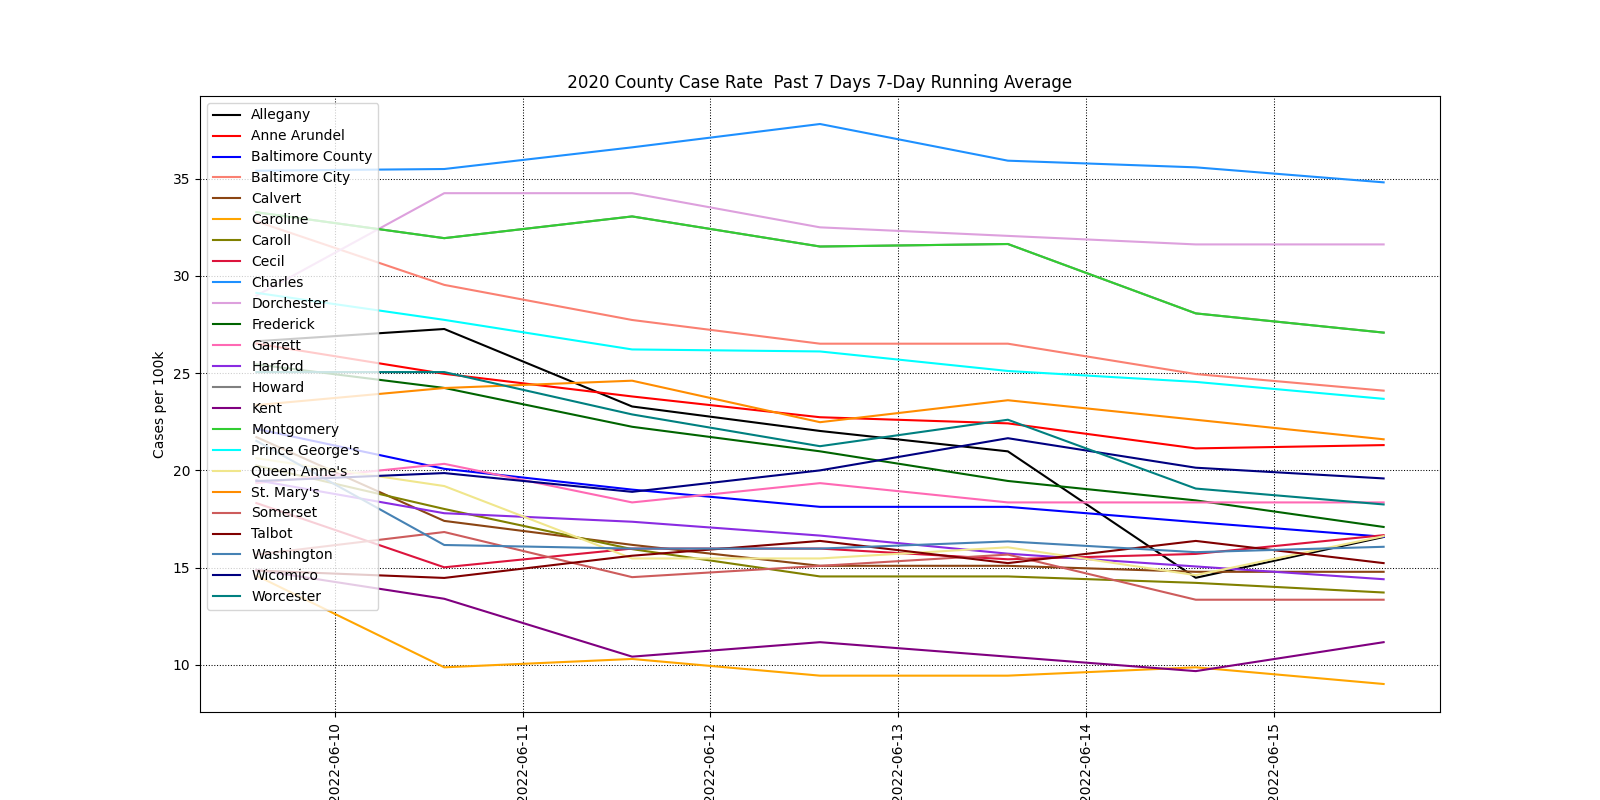 2020 County Case Rate  Past 7 Days 7-Day Running Average
Allegany
Anne Arundel
Baltimore County
Baltimore City
Calvert
Caroline
Caroll
Cecil
Charles
Dorchester
Frederick
Garrett
Harford
Howard
Kent
Montgomery
Prince George's
Queen Anne's
St. Mary's
Somerset
Talbot
Washington
Wicomico
Worcester
Cases per 100k
35
30
25
20
15
10
2022-06-10
2022-06-11
2022-06-12
2022-06-13
2022-06-14
2022-06-15